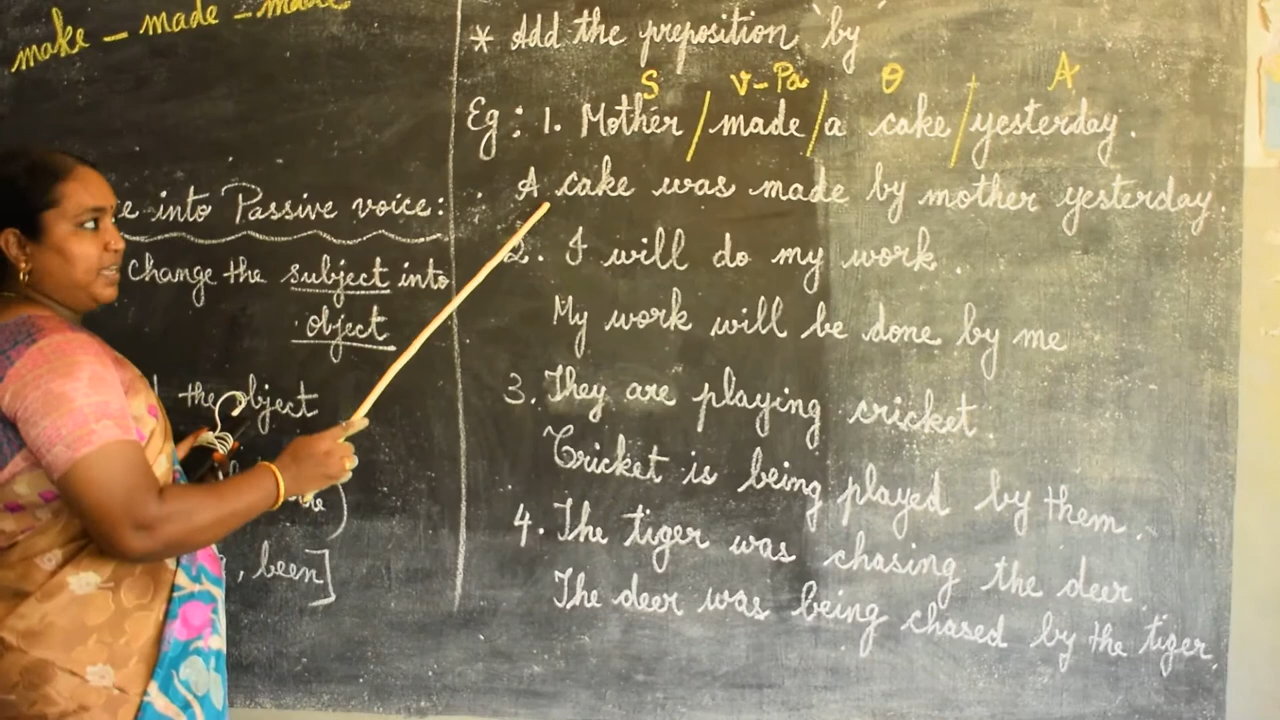 make - made - made
e into Passive voice:
change the subject into
object
the object
the)
, been]
* Add the preposition 'by'
S V-Pa O A
Eg: 1. Mother / made / a cake / yesterday.
A cake was made by mother yesterday.
2. I will do my work.
My work will be done by me
3. They are playing cricket.
Cricket is being played by them.
4. The tiger was chasing the deer.
The deer was being chased by the tiger.